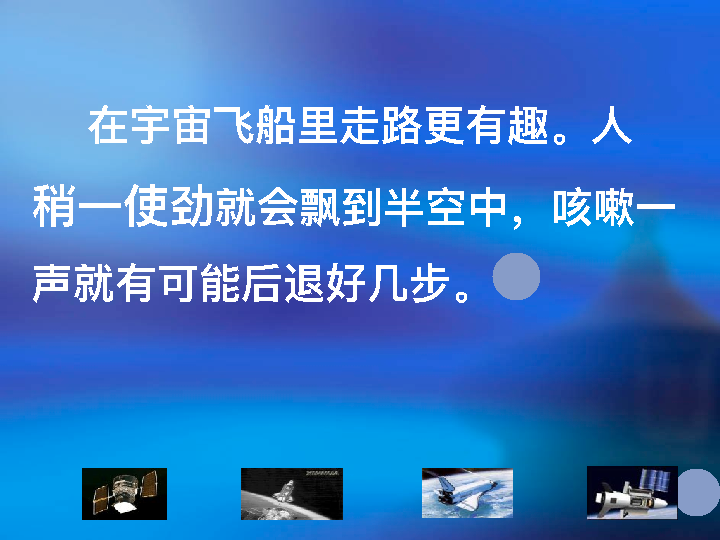 在宇宙飞船里走路更有趣。人
稍一使劲就会飘到半空中，咳嗽一
声就有可能后退好几步。